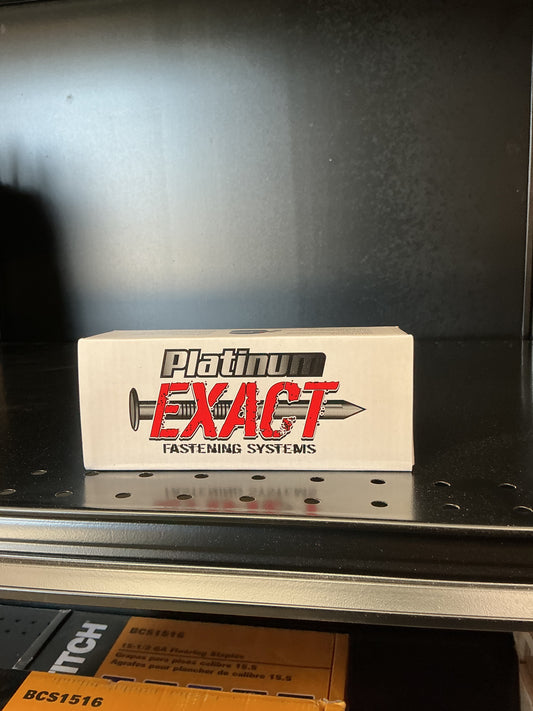 Platinum
EXACT
FASTENING SYSTEMS
BCS1516
15-1/2 GA Flooring Staples
Grapas para pisos calibre 15.5
Agrafes pour plancher de calibre 15.5
BCS1516